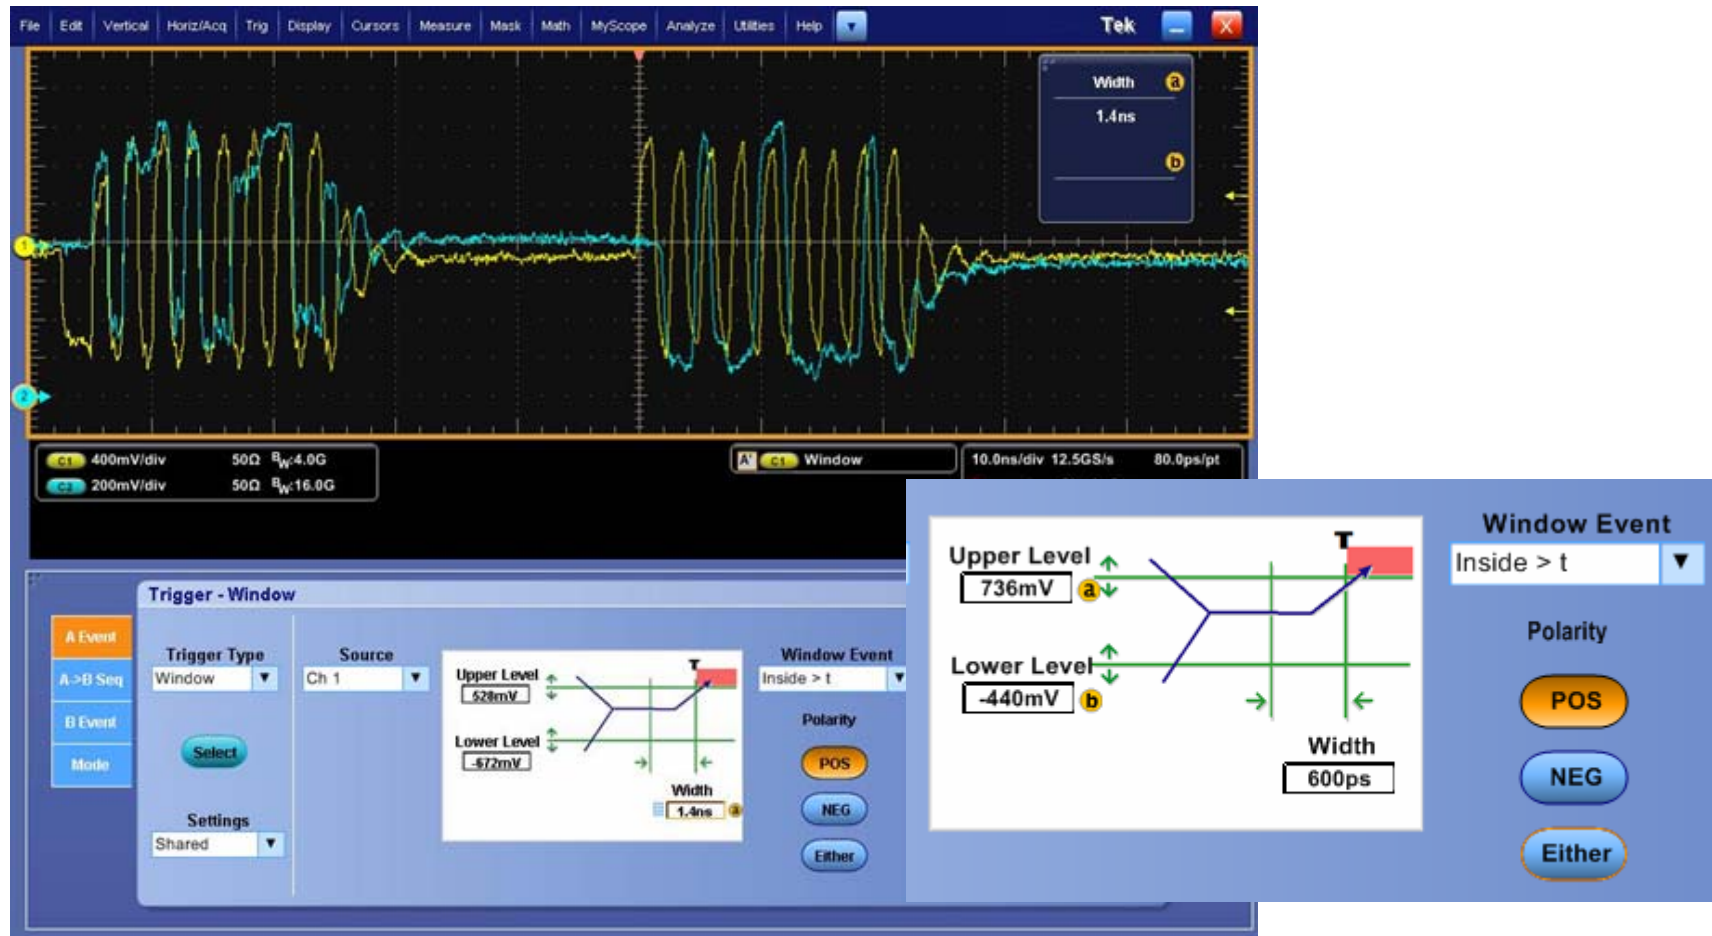 File Edit Vertical Horiz/Acq Trig Display Cursors Measure Mask Math MyScope Analyze Utilities Help Tek
Width a
1.4ns
b
1
2
C1 400mV/div 50Ω BW:4.0G
C2 200mV/div 50Ω BW:16.0G
A' C1 Window
10.0ns/div 12.5GS/s 80.0ps/pt
Trigger - Window
A Event
A->B Seq
B Event
Mode
Trigger Type
Window
Select
Settings
Shared
Source
Ch 1
T
Upper Level
528mV
Lower Level
-672mV
Width
1.4ns a
Window Event
Inside > t
Polarity
POS
NEG
Either
T
Upper Level
736mV a
Lower Level
-440mV b
Width
600ps
Window Event
Inside > t
Polarity
POS
NEG
Either